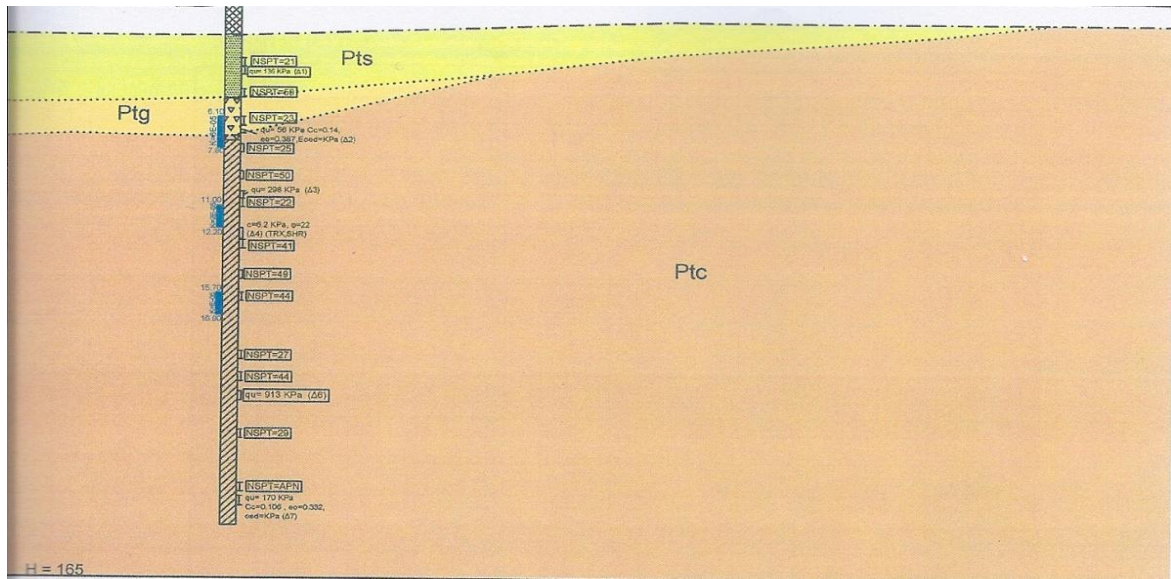 Pts
NSPT=21
qu= 136 KPa (Δ1)
NSPT=68
Ptg
6.10
NSPT=23
qu= 56 KPa Cc=0.14,
eo=0.387,Eoed=KPa (Δ2)
7.80
NSPT=25
NSPT=50
qu= 298 KPa (Δ3)
11.00
NSPT=22
c=6.2 KPa, φ=22
12.20
(Δ4) (TRX,SHR)
NSPT=41
Ptc
NSPT=49
15.70
NSPT=44
16.80
NSPT=27
NSPT=44
qu= 913 KPa (Δ6)
NSPT=29
NSPT=APN
qu= 170 KPa
Cc=0.106 , eo=0.332,
oed=KPa (Δ7)
H = 165